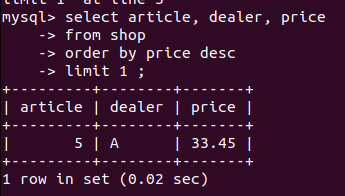 limit 1' at line 5
mysql> select article, dealer, price
    -> from shop
    -> order by price desc
    -> limit 1 ;
+---------+--------+-------+
| article | dealer | price |
+---------+--------+-------+
|       5 | A      | 33.45 |
+---------+--------+-------+
1 row in set (0.02 sec)